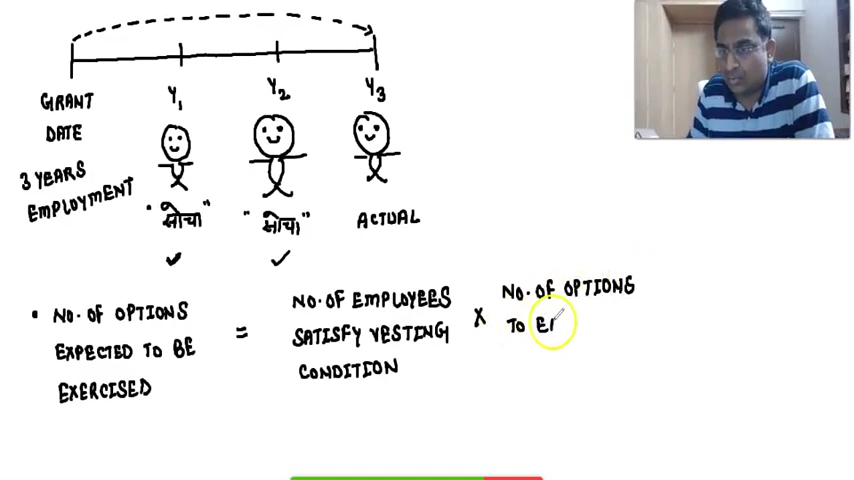 GRANT
DATE
Y1
Y2
Y3
3 YEARS
EMPLOYMENT
"सोचा"
"सोचा"
ACTUAL
• NO. OF OPTIONS
EXPECTED TO BE
EXERCISED
=
NO. OF EMPLOYEES
SATISFY VESTING
CONDITION
X
NO. OF OPTIONS
TO